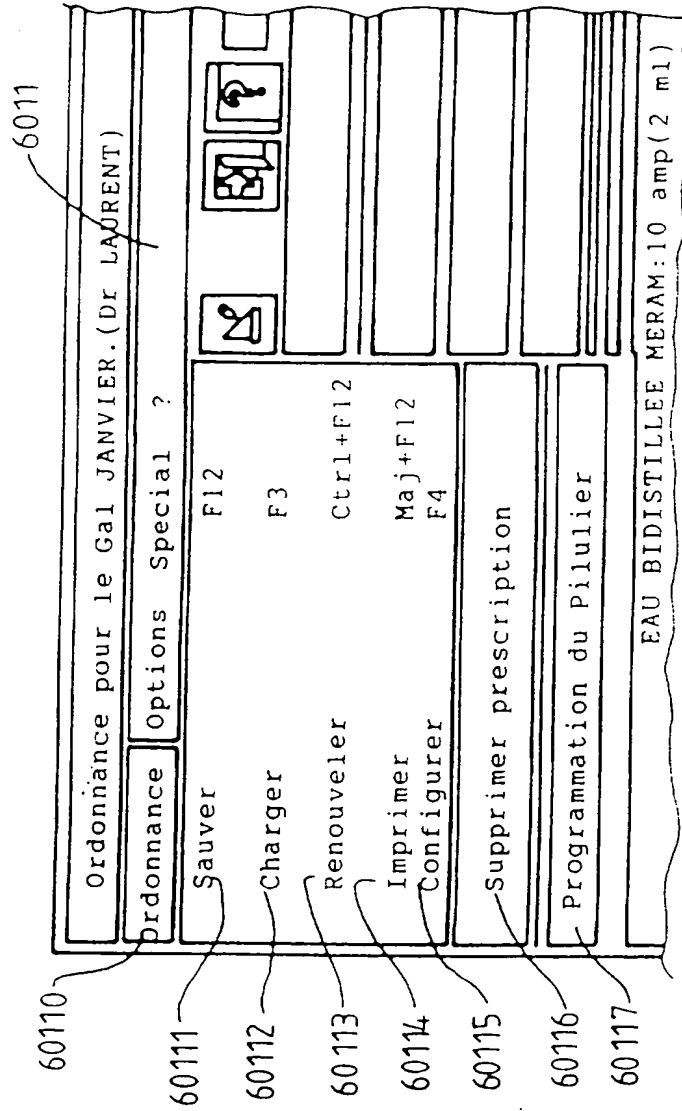 6011
Ordonnance pour le Gal JANVIER.(Dr LAURENT)
60110 Ordonnance Options Special ?
60111 Sauver F12
60112 Charger F3
60113 Renouveler Ctrl+F12
60114 Imprimer Maj+F12
60115 Configurer F4
60116 Supprimer prescription
60117 Programmation du Pilulier
EAU BIDISTILLEE MERAM:10 amp(2 ml)